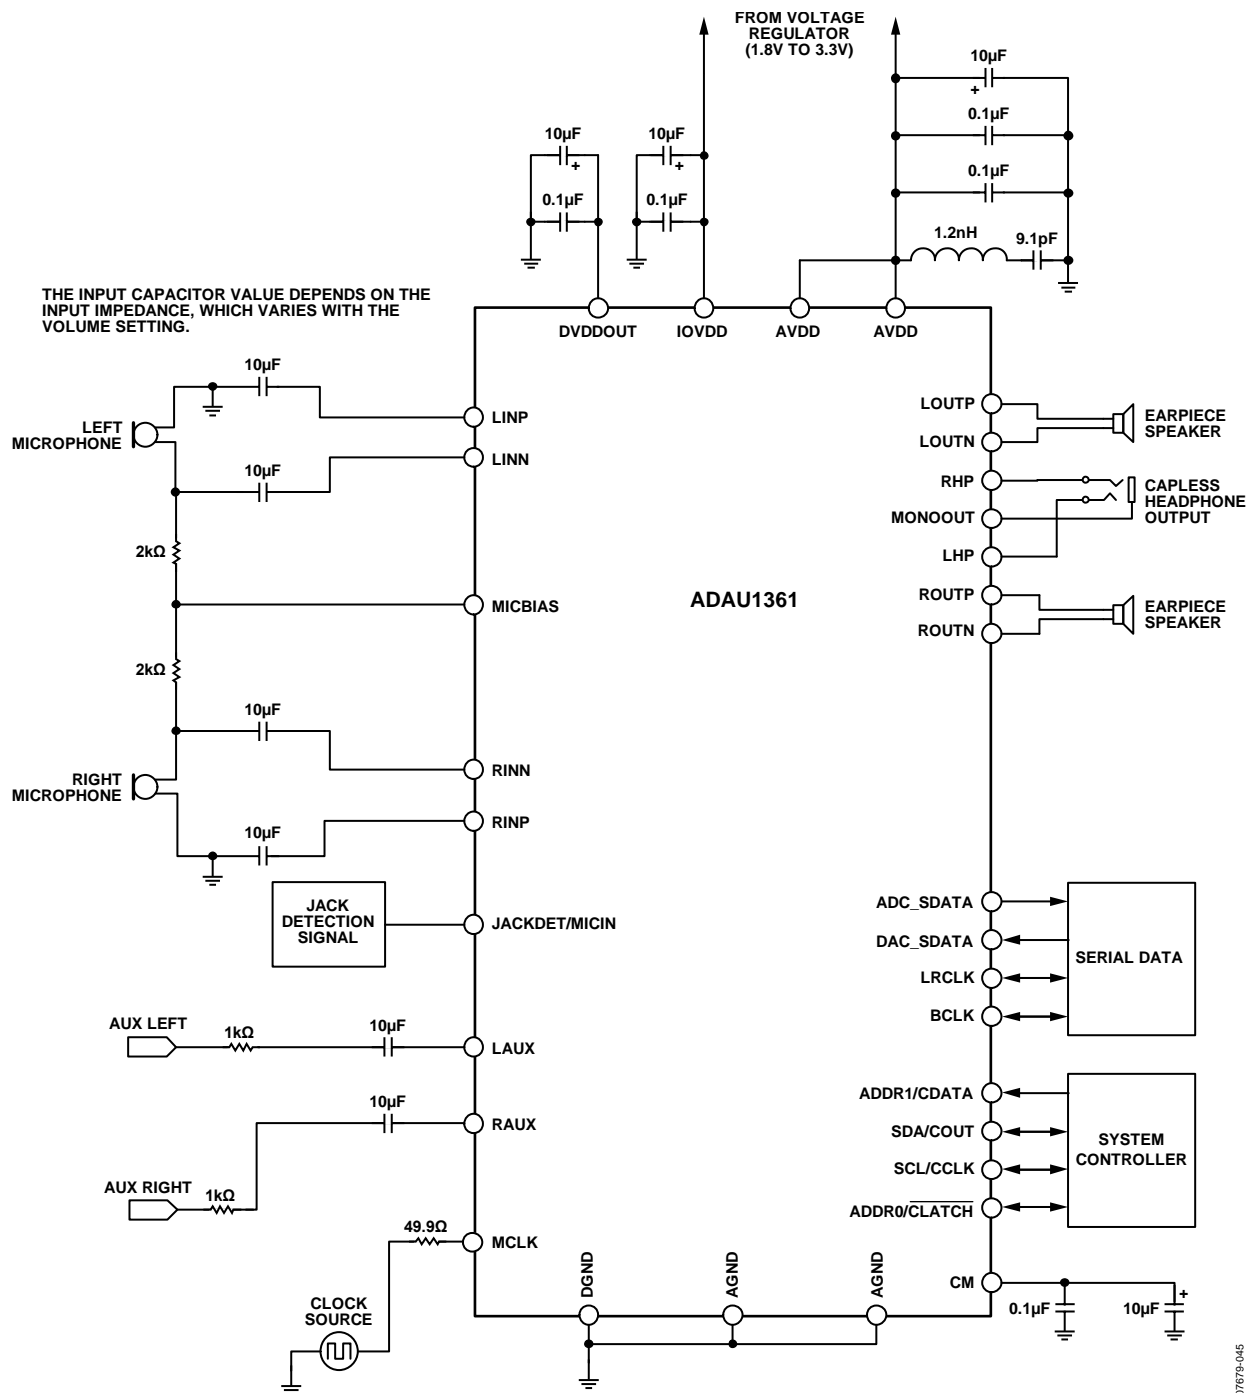 FROM VOLTAGE
REGULATOR
(1.8V TO 3.3V)
10µF
+
0.1µF
0.1µF
1.2nH
9.1pF
10µF
+
0.1µF
10µF
+
0.1µF
THE INPUT CAPACITOR VALUE DEPENDS ON THE
INPUT IMPEDANCE, WHICH VARIES WITH THE
VOLUME SETTING.
DVDDOUT
IOVDD
AVDD
AVDD
10µF
LEFT
MICROPHONE
LINP
10µF
LINN
2kΩ
MICBIAS
2kΩ
10µF
RINN
RIGHT
MICROPHONE
10µF
RINP
JACK
DETECTION
SIGNAL
JACKDET/MICIN
AUX LEFT
1kΩ
10µF
LAUX
10µF
RAUX
AUX RIGHT
1kΩ
49.9Ω
MCLK
CLOCK
SOURCE
ADAU1361
LOUTP
LOUTN
EARPIECE
SPEAKER
RHP
MONOOUT
LHP
CAPLESS
HEADPHONE
OUTPUT
ROUTP
ROUTN
EARPIECE
SPEAKER
ADC_SDATA
DAC_SDATA
LRCLK
BCLK
SERIAL DATA
ADDR1/CDATA
SDA/COUT
SCL/CCLK
ADDR0/CLATCH
SYSTEM
CONTROLLER
DGND
AGND
AGND
CM
0.1µF
10µF
+
07679-045